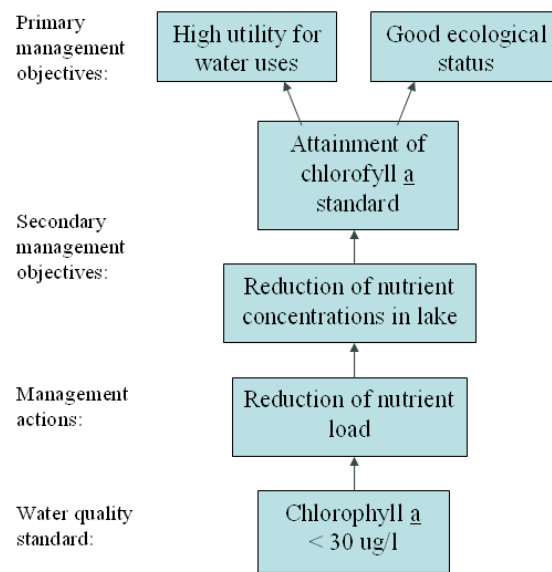 Primary
management
objectives:
High utility for
water uses
Good ecological
status
Attainment of
chlorofyll a
standard
Secondary
management
objectives:
Reduction of nutrient
concentrations in lake
Management
actions:
Reduction of nutrient
load
Water quality
standard:
Chlorophyll a
< 30 ug/l